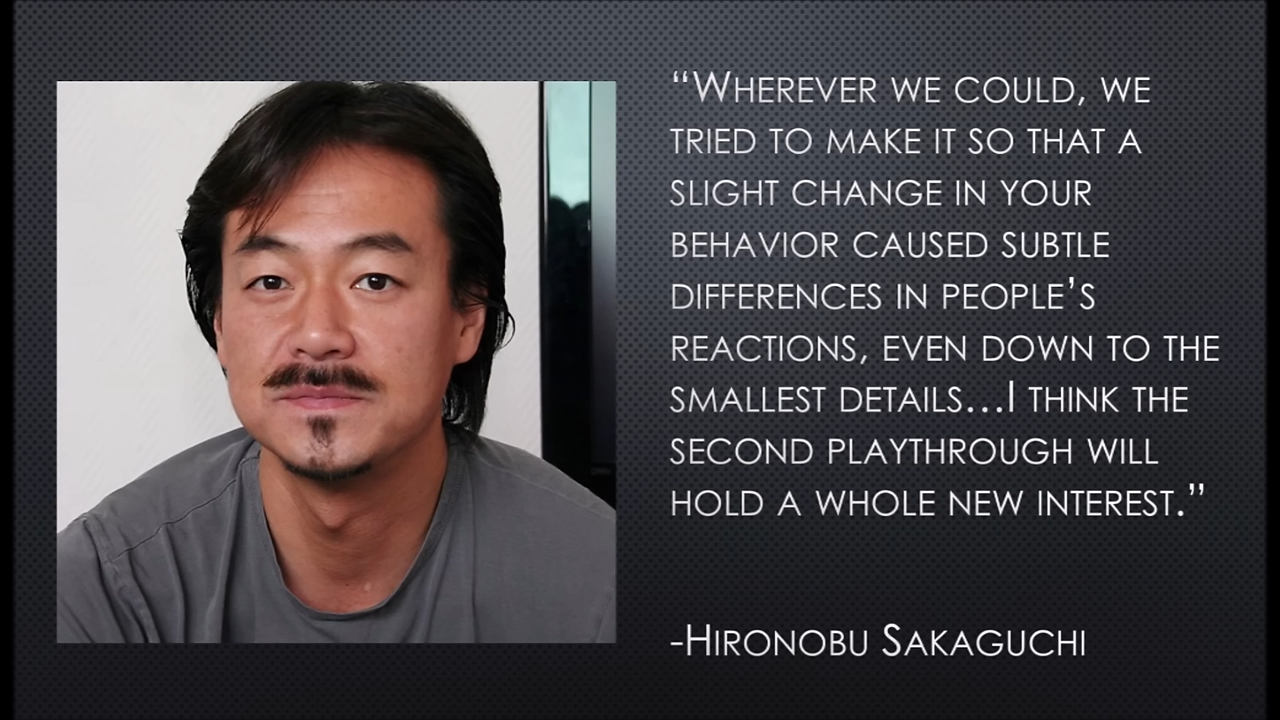 “Wherever we could, we
tried to make it so that a
slight change in your
behavior caused subtle
differences in people’s
reactions, even down to the
smallest details…I think the
second playthrough will
hold a whole new interest.”
-Hironobu Sakaguchi